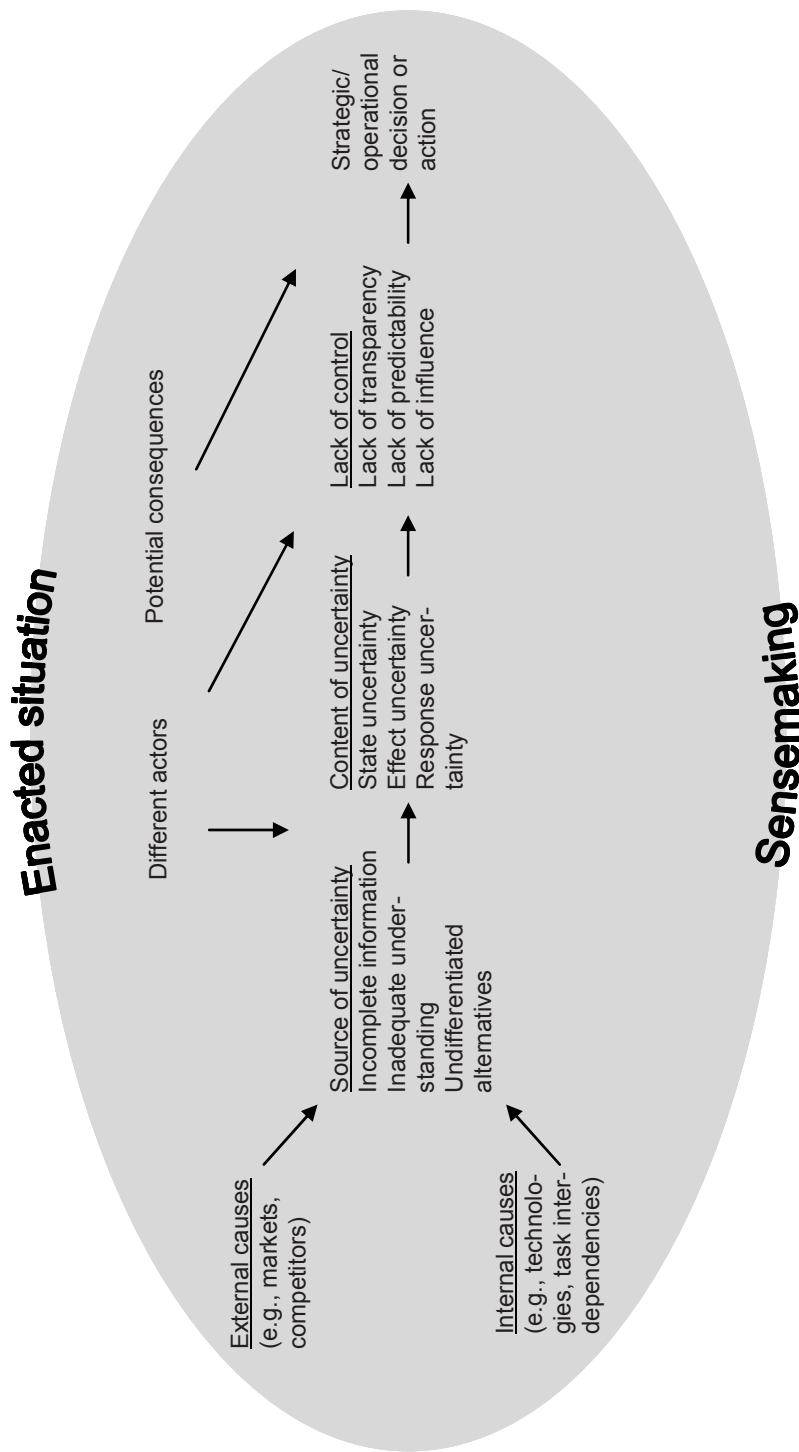 Enacted situation
Different actors
Potential consequences
External causes
(e.g., markets,
competitors)
Internal causes
(e.g., technolo-
gies, task inter-
dependencies)
Source of uncertainty
Incomplete information
Inadequate under-
standing
Undifferentiated
alternatives
Content of uncertainty
State uncertainty
Effect uncertainty
Response uncer-
tainty
Lack of control
Lack of transparency
Lack of predictability
Lack of influence
Strategic/
operational
decision or
action
Sensemaking